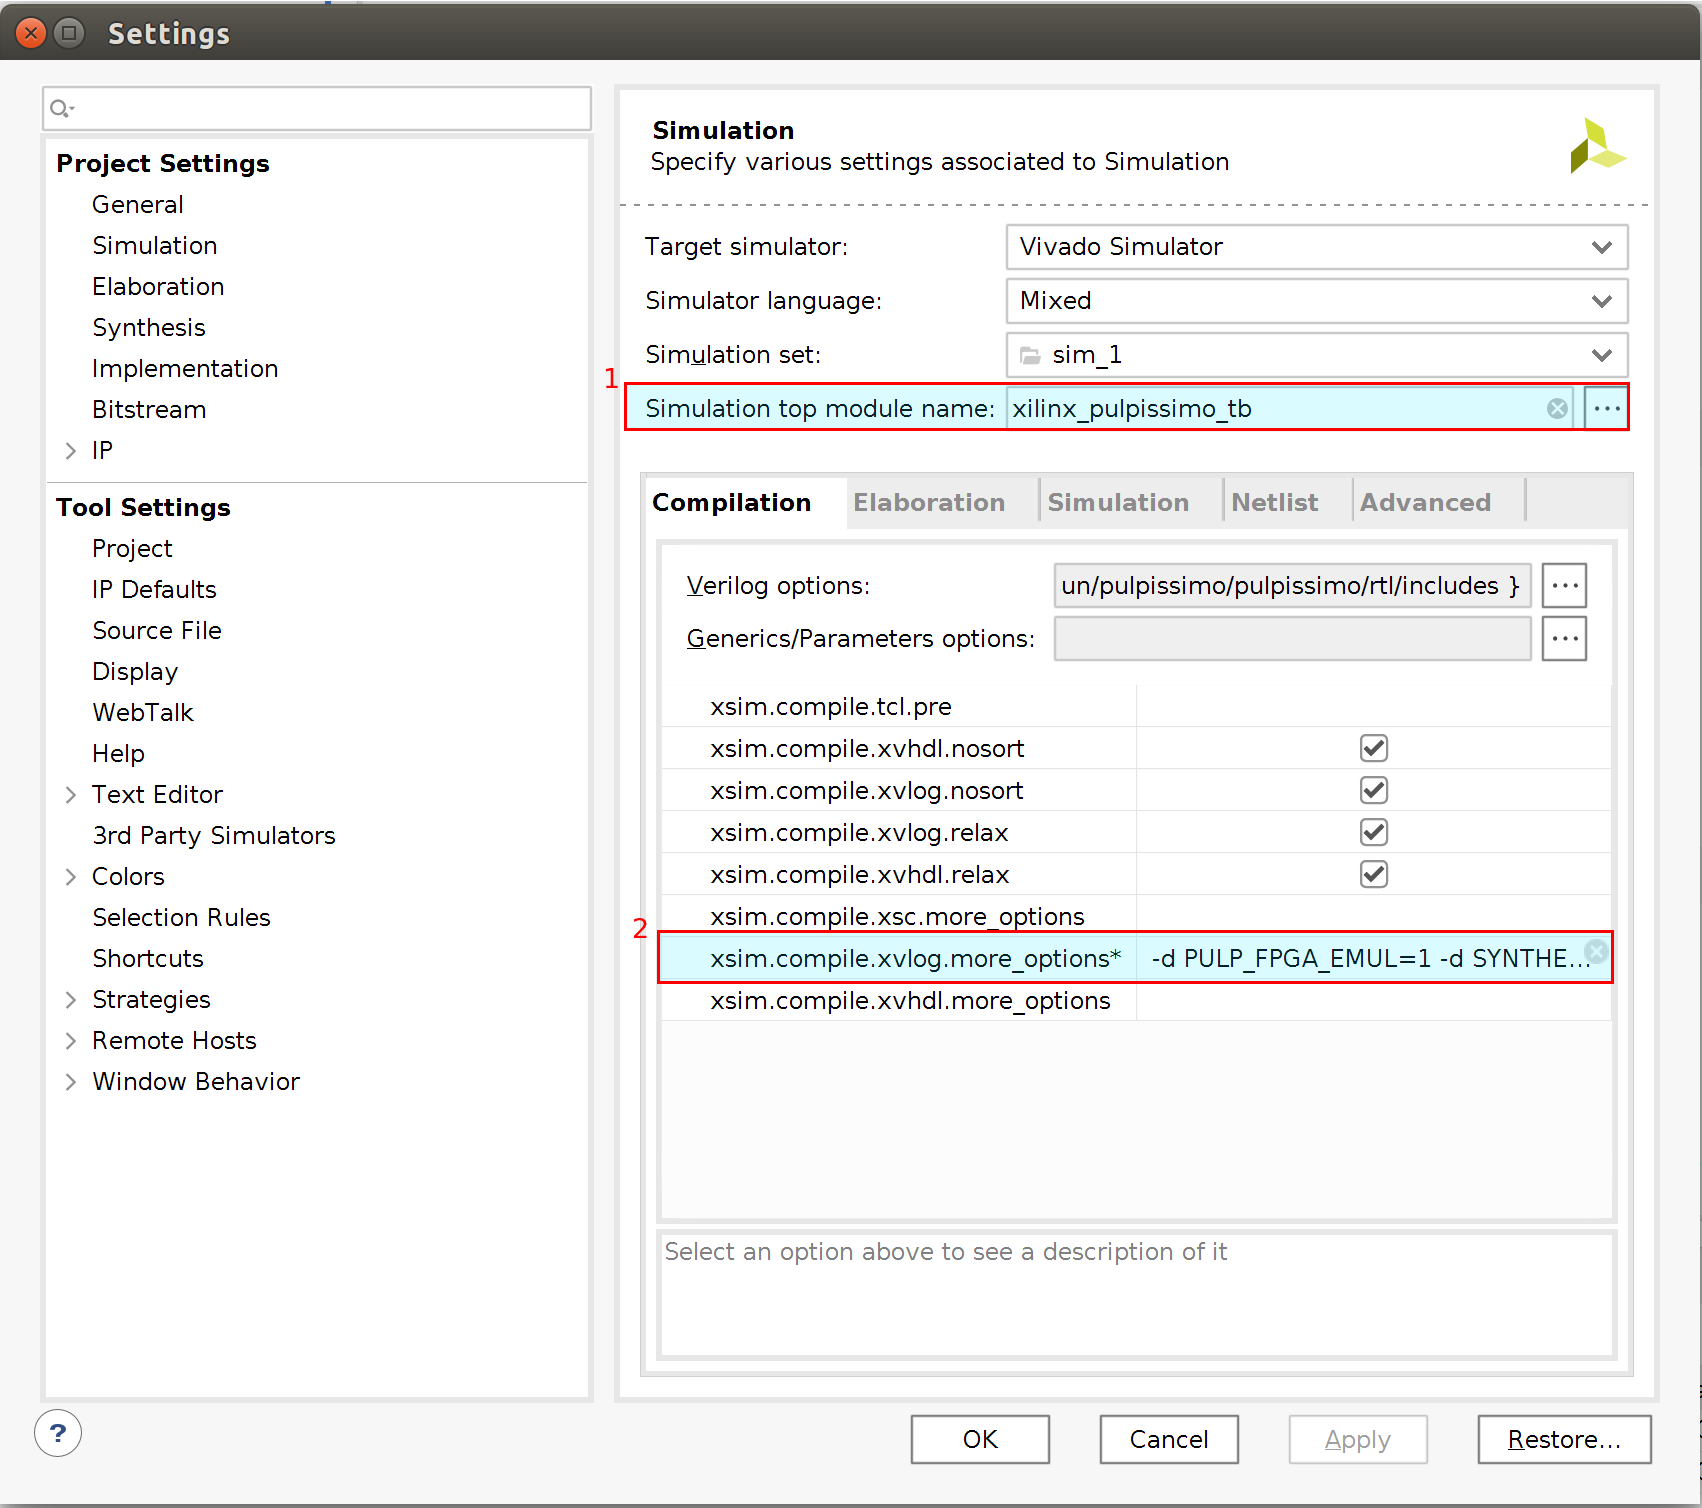 Settings
Project Settings
General
Simulation
Elaboration
Synthesis
Implementation
Bitstream
IP
Tool Settings
Project
IP Defaults
Source File
Display
WebTalk
Help
Text Editor
3rd Party Simulators
Colors
Selection Rules
Shortcuts
Strategies
Remote Hosts
Window Behavior
Simulation
Specify various settings associated to Simulation
Target simulator: Vivado Simulator
Simulator language: Mixed
Simulation set: sim_1
1
Simulation top module name: xilinx_pulpissimo_tb ...
Compilation Elaboration Simulation Netlist Advanced
Verilog options: un/pulpissimo/pulpissimo/rtl/includes } ...
Generics/Parameters options: ...
xsim.compile.tcl.pre
xsim.compile.xvhdl.nosort
xsim.compile.xvlog.nosort
xsim.compile.xvlog.relax
xsim.compile.xvhdl.relax
xsim.compile.xsc.more_options
2
xsim.compile.xvlog.more_options* -d PULP_FPGA_EMUL=1 -d SYNTHE...
xsim.compile.xvhdl.more_options
Select an option above to see a description of it
? OK Cancel Apply Restore...